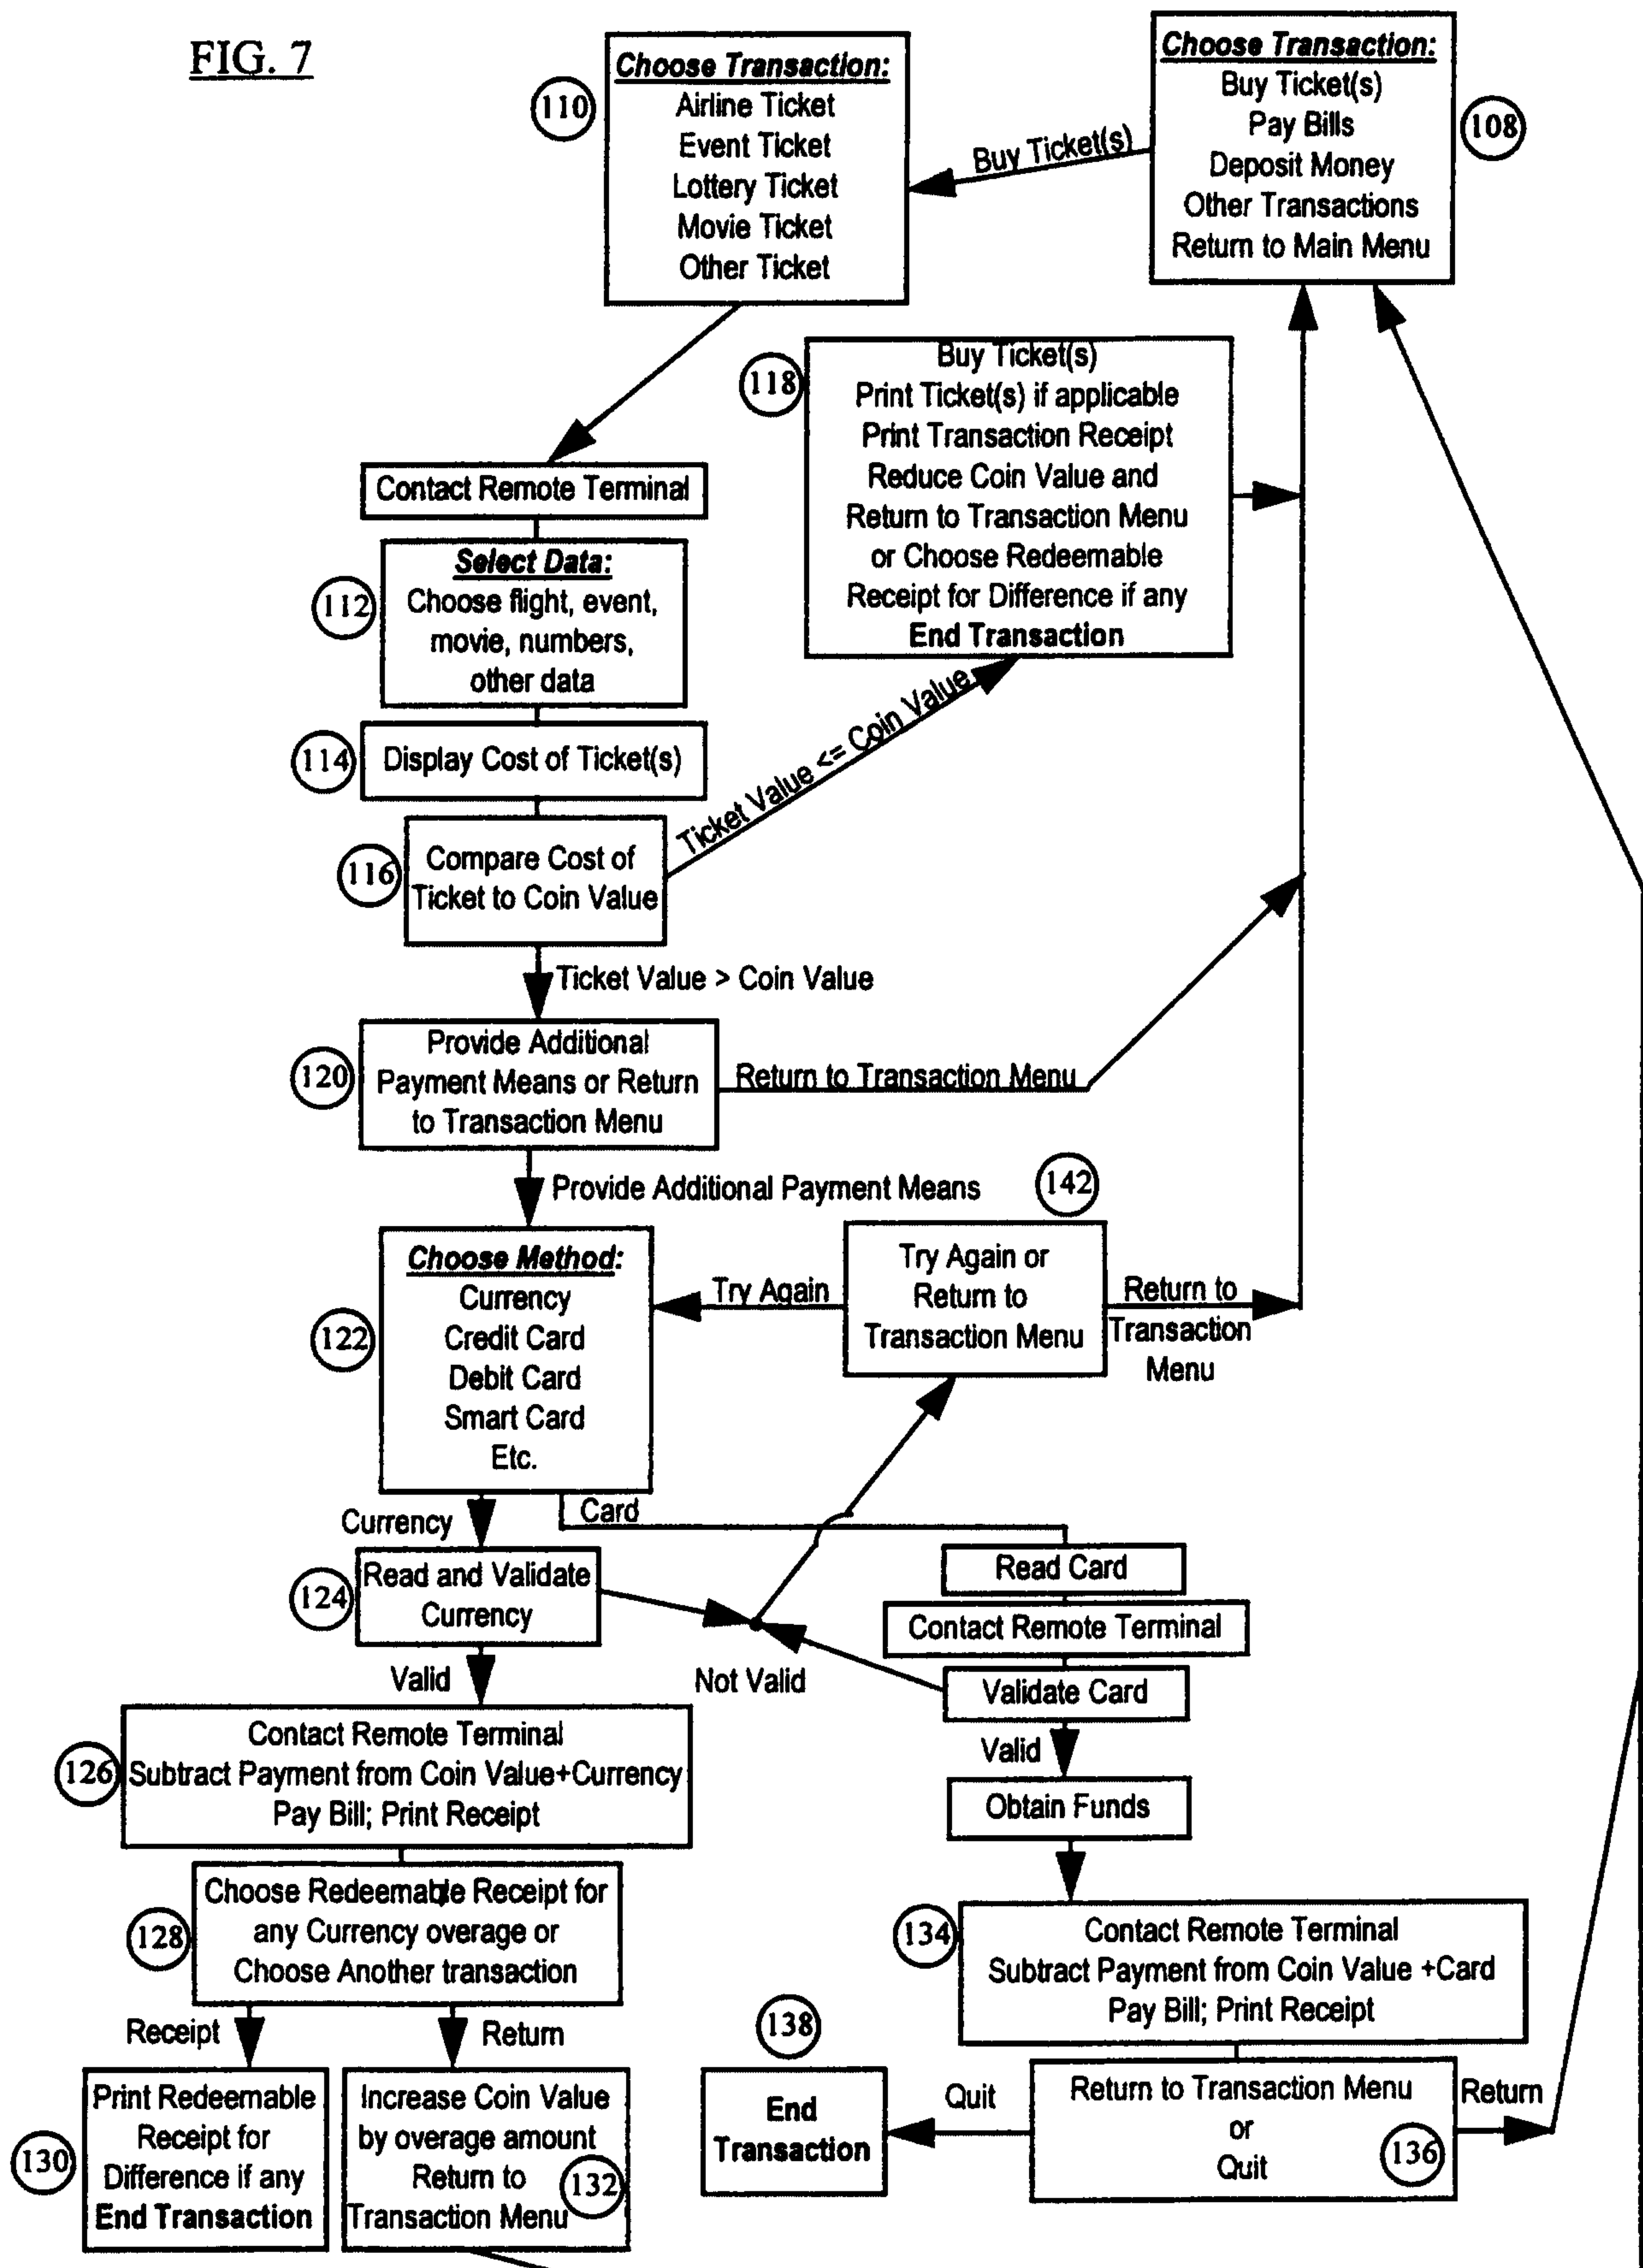 FIG. 7
Choose Transaction:
Airline Ticket
Event Ticket
Lottery Ticket
Movie Ticket
Other Ticket
110
Buy Ticket(s)
Choose Transaction:
Buy Ticket(s)
Pay Bills
Deposit Money
Other Transactions
Return to Main Menu
108
118
Buy Ticket(s)
Print Ticket(s) if applicable
Print Transaction Receipt
Reduce Coin Value and
Return to Transaction Menu
or Choose Redeemable
Receipt for Difference if any
End Transaction
Contact Remote Terminal
112
Select Data:
Choose flight, event,
movie, numbers,
other data
114
Display Cost of Ticket(s)
Ticket Value <= Coin Value
116
Compare Cost of
Ticket to Coin Value
Ticket Value > Coin Value
120
Provide Additional
Payment Means or Return
to Transaction Menu
Return to Transaction Menu
Provide Additional Payment Means
142
122
Choose Method:
Currency
Credit Card
Debit Card
Smart Card
Etc.
Try Again
Try Again or
Return to
Transaction Menu
Return to
Transaction
Menu
Currency
Card
124
Read and Validate
Currency
Read Card
Contact Remote Terminal
Validate Card
Valid
Not Valid
Valid
Obtain Funds
126
Contact Remote Terminal
Subtract Payment from Coin Value+Currency
Pay Bill; Print Receipt
128
Choose Redeemable Receipt for
any Currency overage or
Choose Another transaction
134
Contact Remote Terminal
Subtract Payment from Coin Value +Card
Pay Bill; Print Receipt
Receipt
Return
138
130
Print Redeemable
Receipt for
Difference if any
End Transaction
Increase Coin Value
by overage amount
Return to
Transaction Menu
132
End
Transaction
Quit
Return to Transaction Menu
or
Quit
136
Return